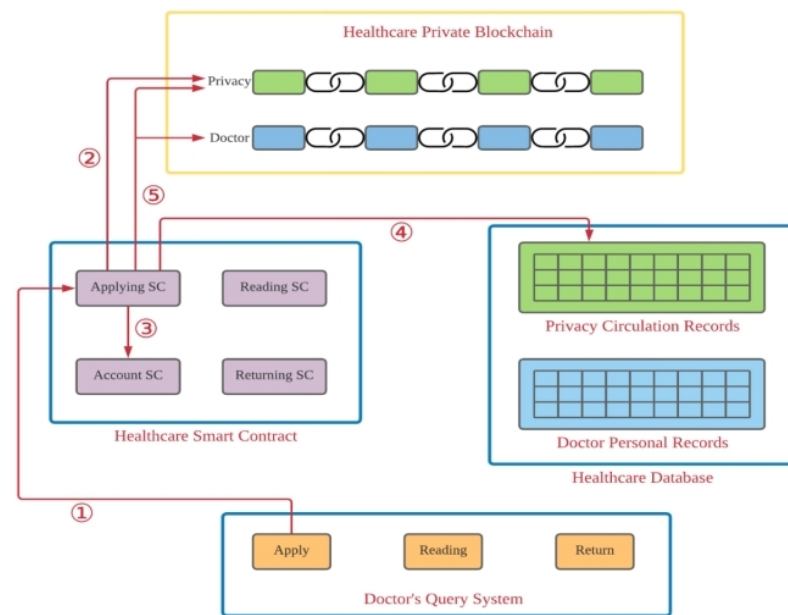 Healthcare Private Blockchain
Privacy
Doctor
②
⑤
④
Applying SC
Reading SC
③
Account SC
Returning SC
Healthcare Smart Contract
Privacy Circulation Records
Doctor Personal Records
Healthcare Database
①
Apply
Reading
Return
Doctor's Query System